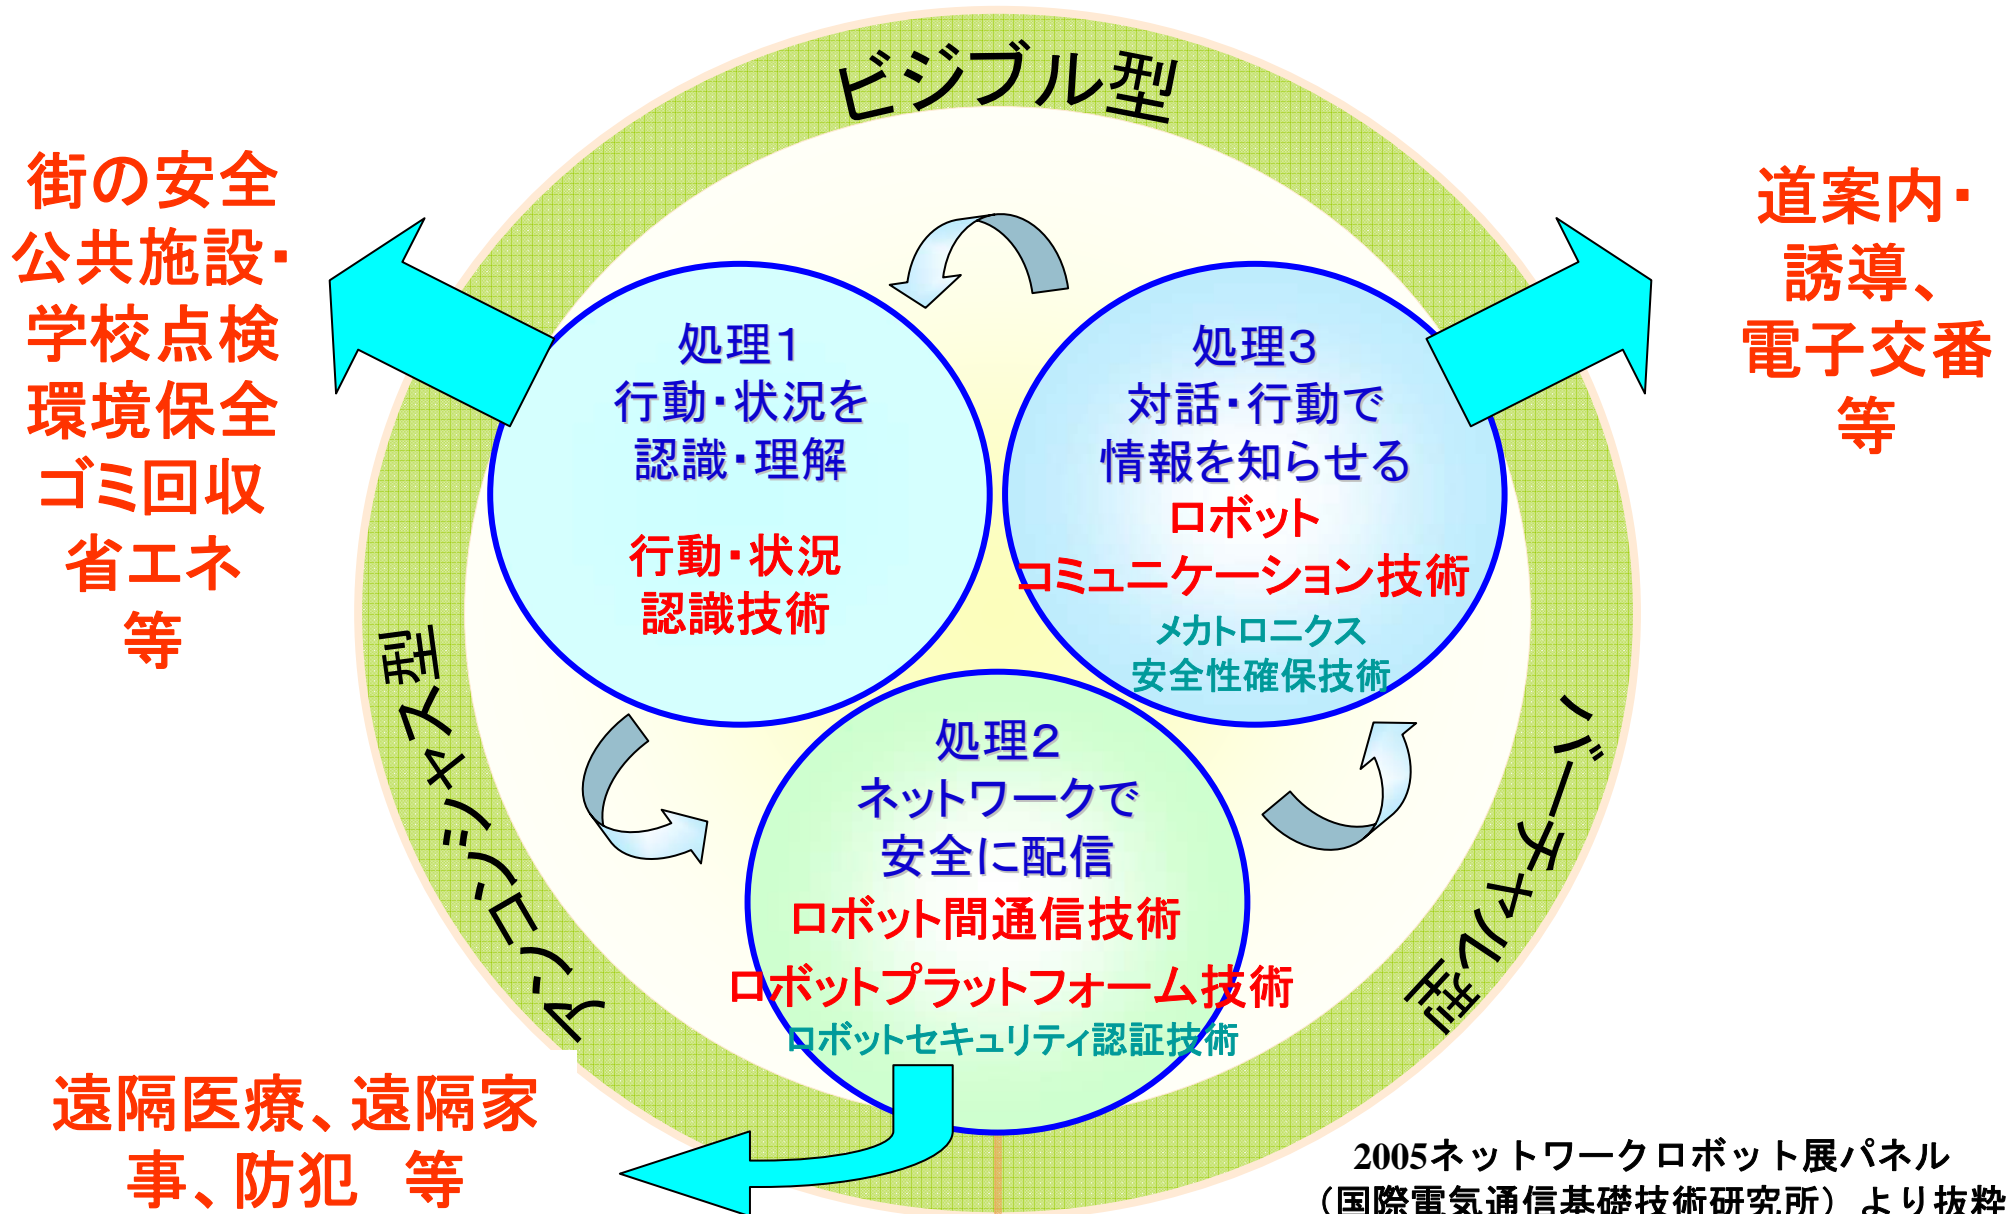 ビジブル型
街の安全
公共施設・
学校点検
環境保全
ゴミ回収
省エネ
等
道案内・
誘導、
電子交番
等
処理１
行動・状況を
認識・理解
行動・状況
認識技術
処理３
対話・行動で
情報を知らせる
ロボット
コミュニケーション技術
メカトロニクス
安全性確保技術
アンコンシャス型
バーチャル型
処理２
ネットワークで
安全に配信
ロボット間通信技術
ロボットプラットフォーム技術
ロボットセキュリティ認証技術
遠隔医療、遠隔家
事、防犯　等
2005ネットワークロボット展パネル
（国際電気通信基礎技術研究所）より抜粋